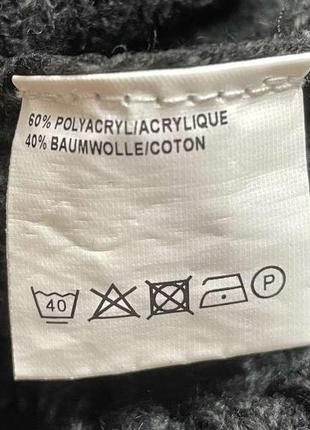 60% POLYACRYL/ACRYLIQUE
40% BAUMWOLLE/COTON
40 P